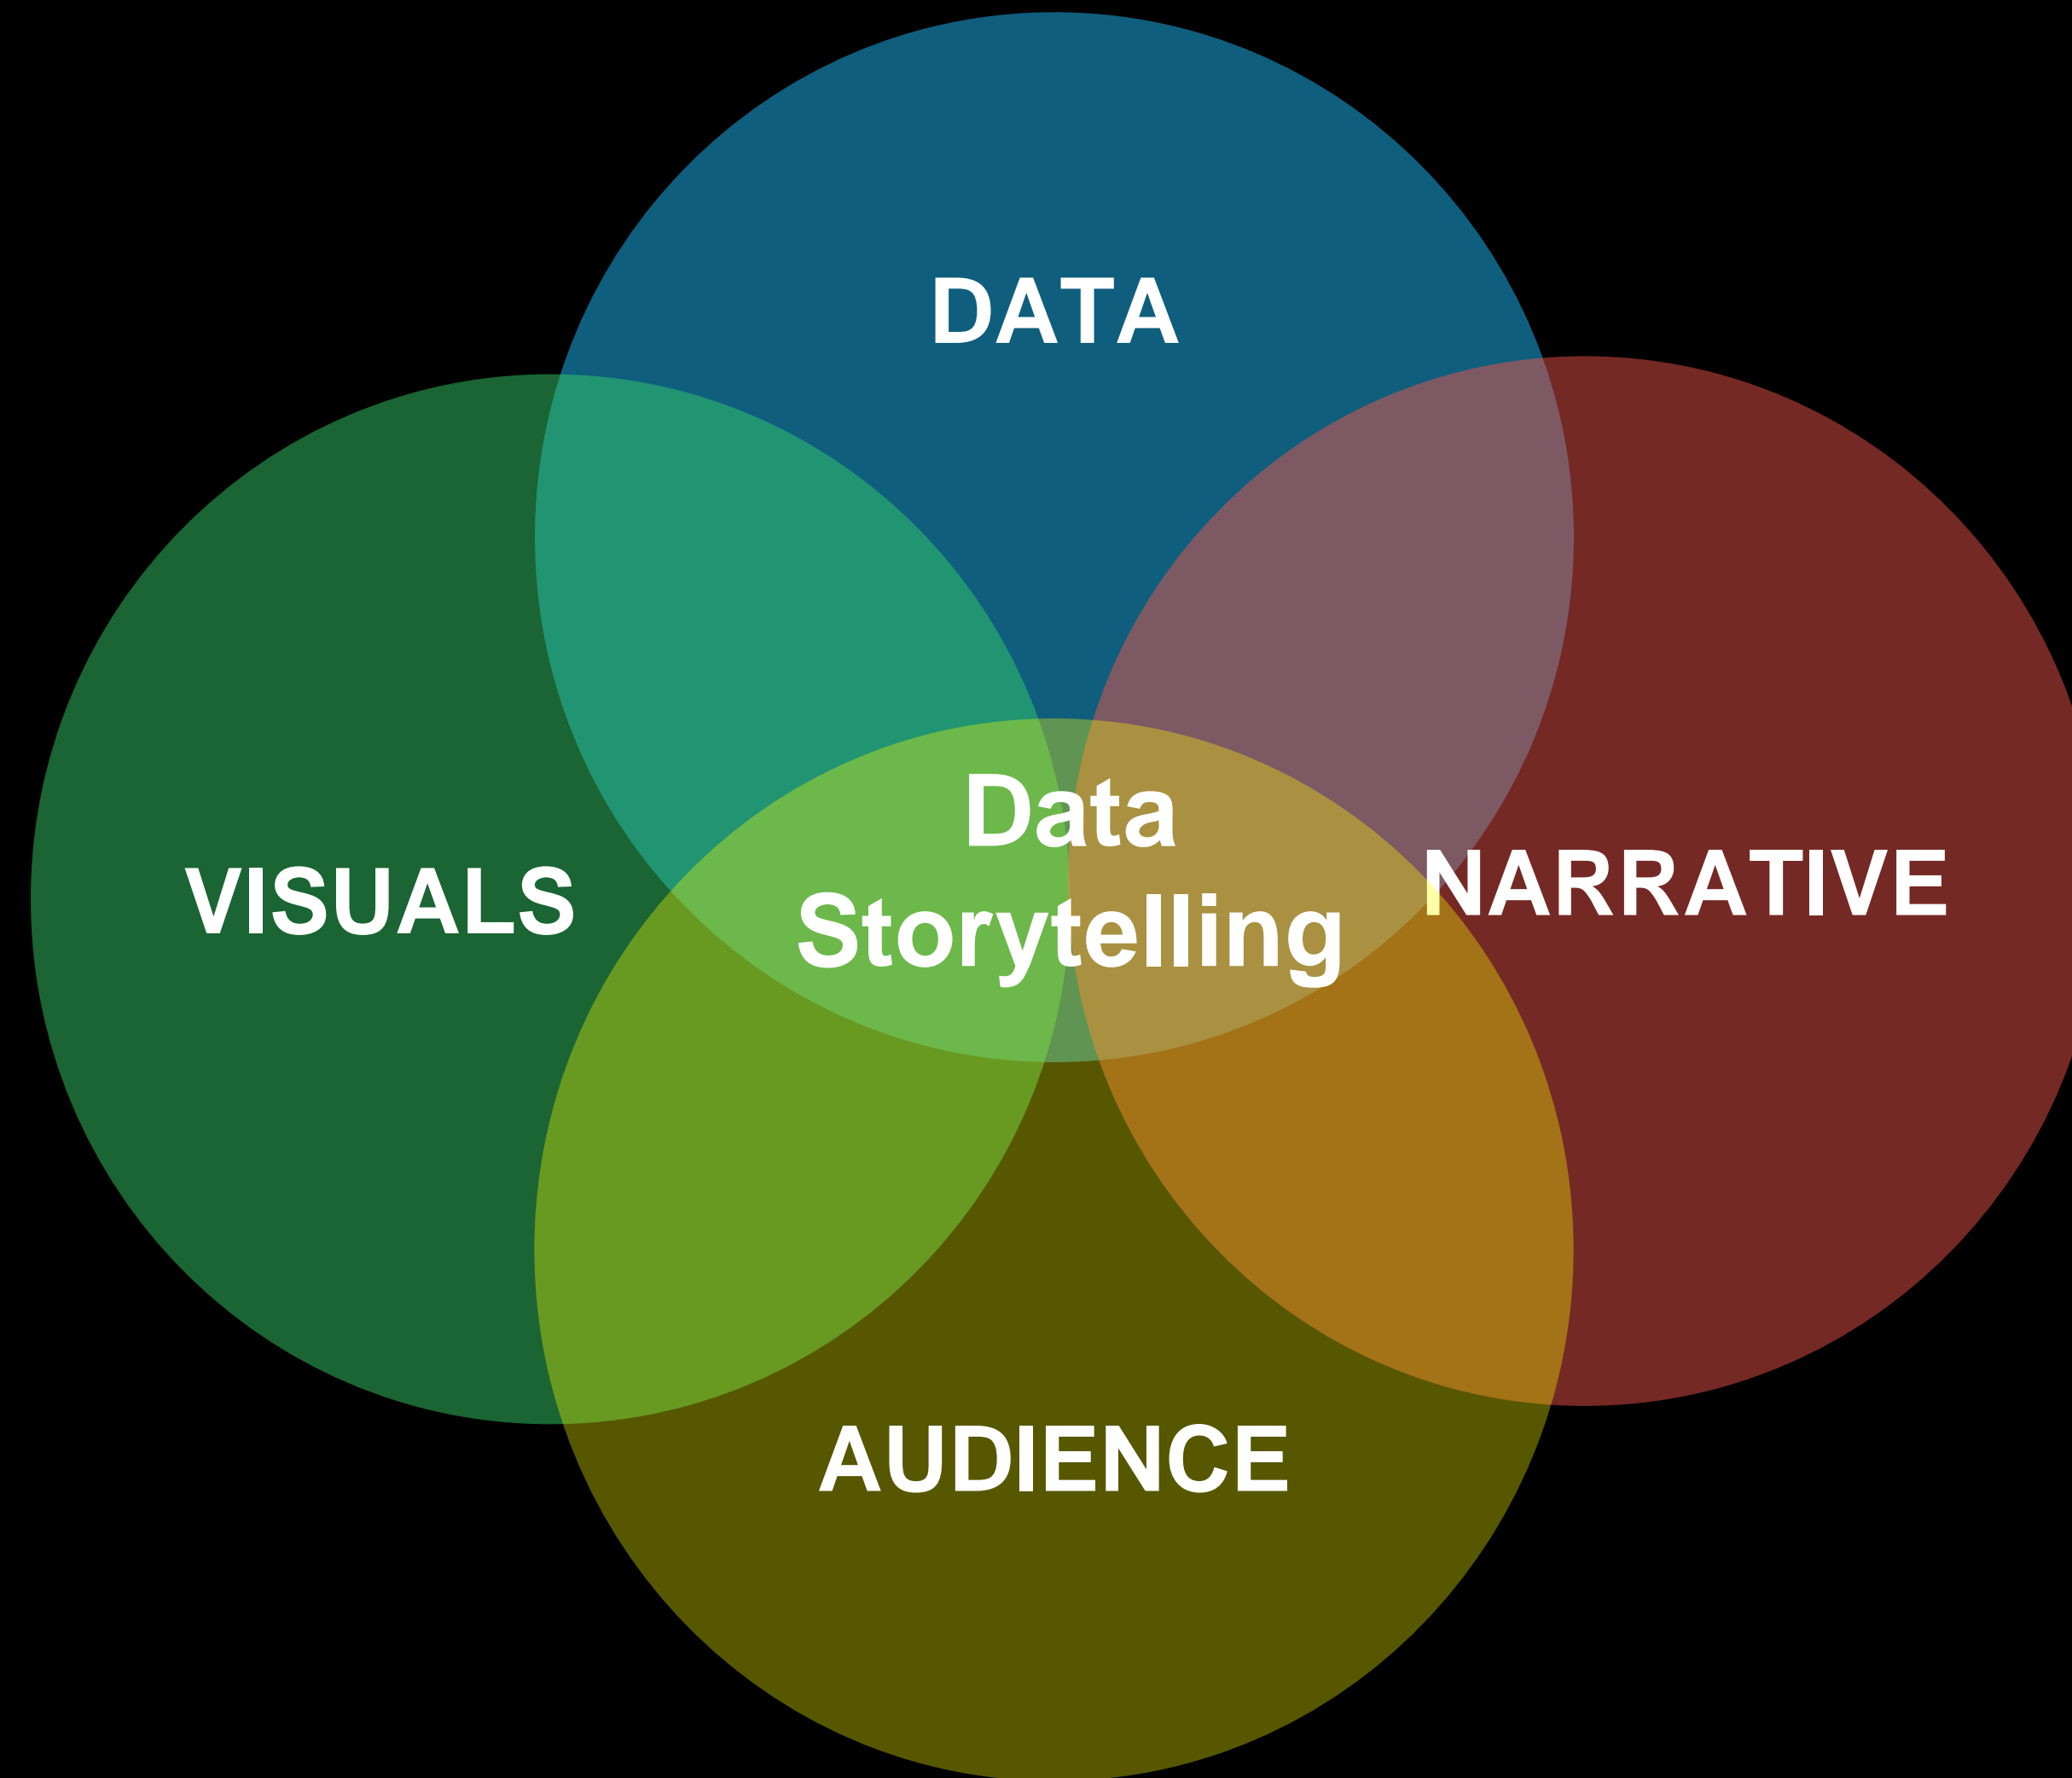 DATA
Data
Storytelling
VISUALS
NARRATIVE
AUDIENCE